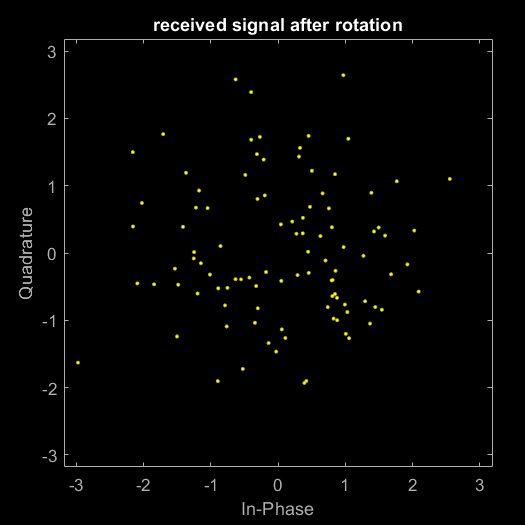 received signal after rotation
3
2
1
0
-1
-2
-3
Quadrature
-3 -2 -1 0 1 2 3
In-Phase